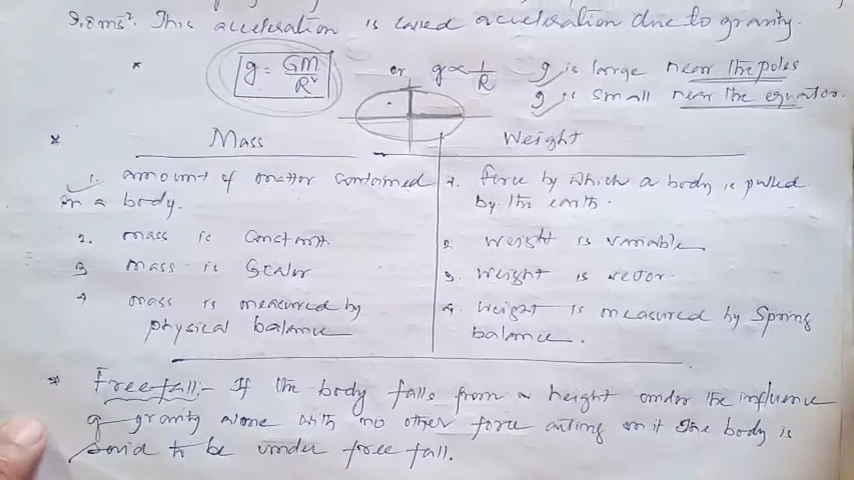 9.8 ms². This acceleration is called acceleration due to gravity.
* g = GM/R² or g ∝ 1/R g is large near the poles
g is small near the equator.
* Mass Weight
1. amount of matter contained in a body.
1. force by which a body is pulled by the earth.
2. mass is constant
2. weight is variable
3 mass is scalar
3. weight is vector.
4 mass is measured by physical balance
4. weight is measured by spring balance.
* Free fall:- If the body falls from a height under the influence
of gravity alone with no other force acting on it the body is
said to be under free fall.